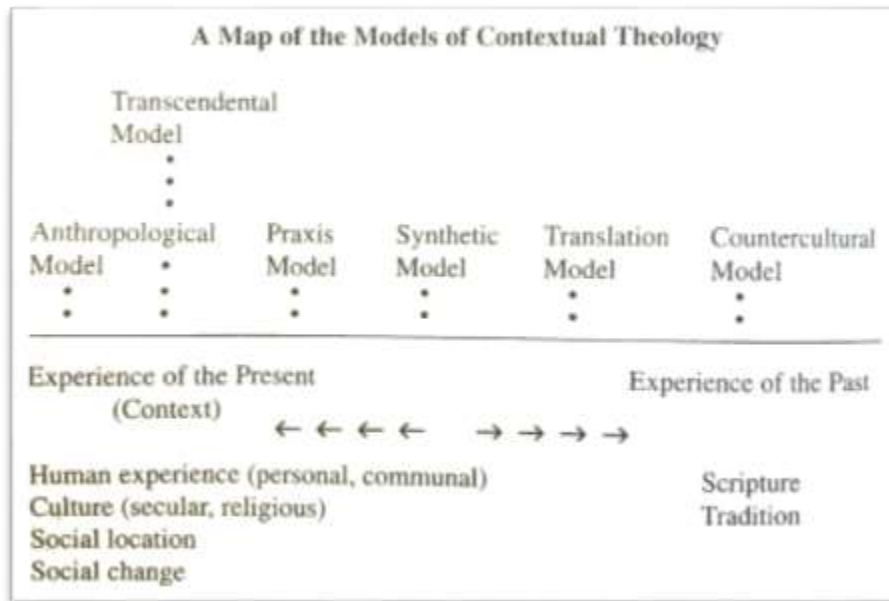 A Map of the Models of Contextual Theology
Transcendental
Model
Anthropological Praxis Synthetic Translation Countercultural
Model Model Model Model Model
Experience of the Present Experience of the Past
(Context)
← ← ← ← → → → →
Human experience (personal, communal) Scripture
Culture (secular, religious) Tradition
Social location
Social change